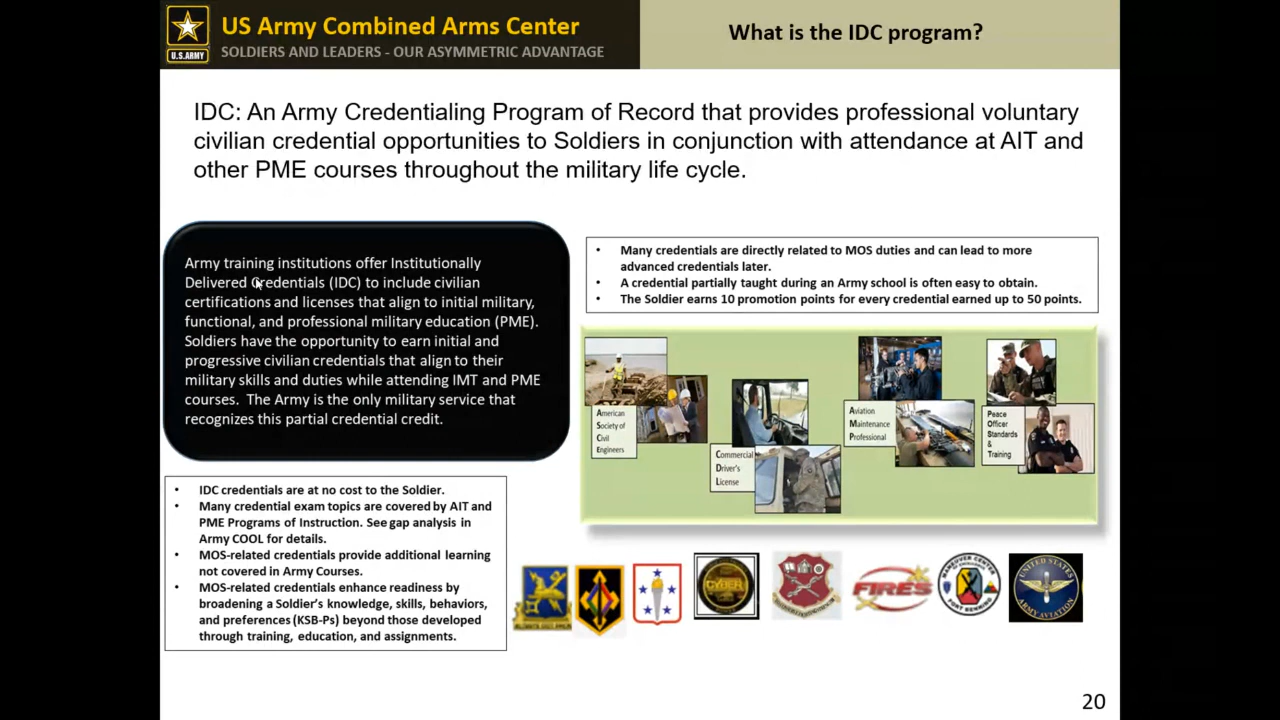 US Army Combined Arms Center
SOLDIERS AND LEADERS - OUR ASYMMETRIC ADVANTAGE
U.S.ARMY
What is the IDC program?
IDC: An Army Credentialing Program of Record that provides professional voluntary
civilian credential opportunities to Soldiers in conjunction with attendance at AIT and
other PME courses throughout the military life cycle.
Army training institutions offer Institutionally
Delivered Credentials (IDC) to include civilian
certifications and licenses that align to initial military,
functional, and professional military education (PME).
Soldiers have the opportunity to earn initial and
progressive civilian credentials that align to their
military skills and duties while attending IMT and PME
courses.  The Army is the only military service that
recognizes this partial credential credit.
• Many credentials are directly related to MOS duties and can lead to more
advanced credentials later.
• A credential partially taught during an Army school is often easy to obtain.
• The Soldier earns 10 promotion points for every credential earned up to 50 points.
American
Society of
Civil
Engineers
Commercial
Driver's
License
Aviation
Maintenance
Professional
Peace
Officer
Standards
&
Training
• IDC credentials are at no cost to the Soldier.
• Many credential exam topics are covered by AIT and
PME Programs of Instruction. See gap analysis in
Army COOL for details.
• MOS-related credentials provide additional learning
not covered in Army Courses.
• MOS-related credentials enhance readiness by
broadening a Soldier's knowledge, skills, behaviors,
and preferences (KSB-Ps) beyond those developed
through training, education, and assignments.
CYBER
FIRES
FORT BENNING
UNITED STATES
ARMY AVIATION
20